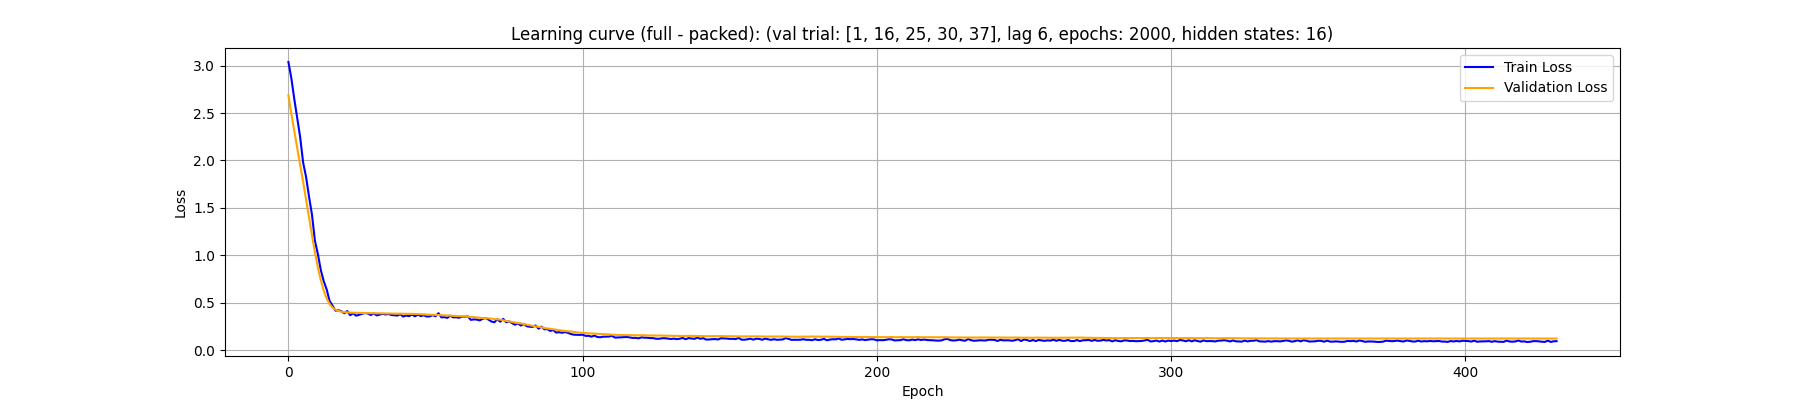 Learning curve (full - packed): (val trial: [1, 16, 25, 30, 37], lag 6, epochs: 2000, hidden states: 16)
Train Loss
Validation Loss
3.0
2.5
2.0
1.5
1.0
0.5
0.0
Loss
0 100 200 300 400
Epoch